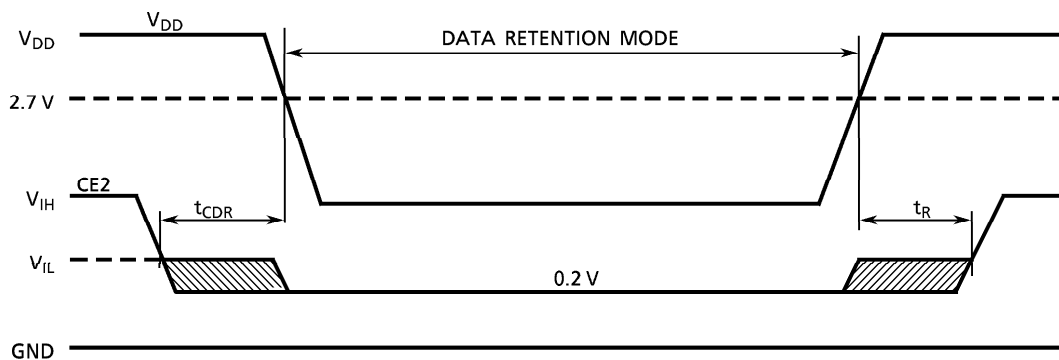 VDD
VDD
DATA RETENTION MODE
2.7 V
CE2
VIH
tCDR
tR
VIL
0.2 V
GND